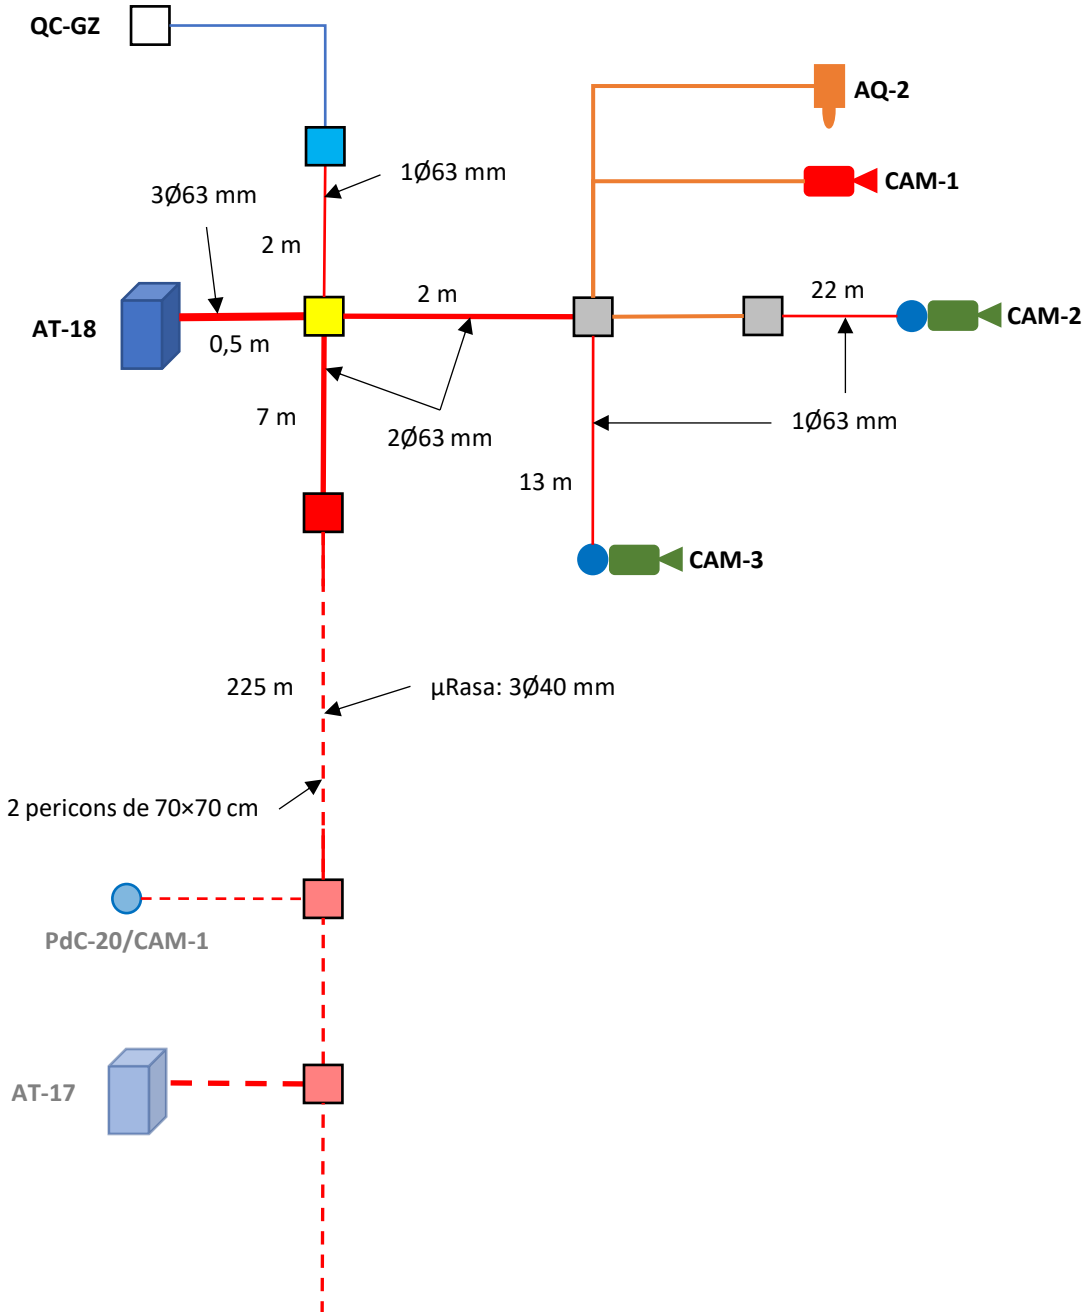 QC-GZ
AQ-2
1Ø63 mm
CAM-1
3Ø63 mm
2 m
2 m
22 m
AT-18
CAM-2
0,5 m
7 m
2Ø63 mm
1Ø63 mm
13 m
CAM-3
225 m
µRasa: 3Ø40 mm
2 pericons de 70×70 cm
PdC-20/CAM-1
AT-17